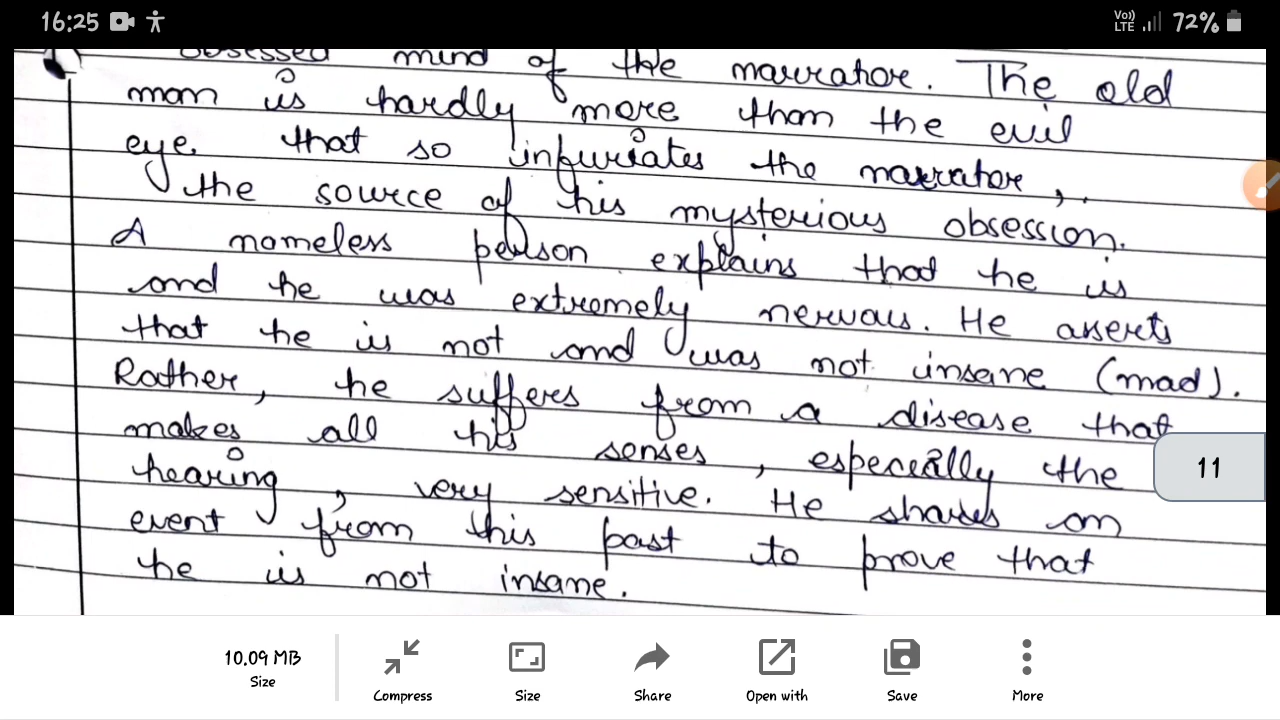 16:25
Vo)) LTE 72%
obsessed mind of the narrator. The old
man is hardly more than the evil
eye. that so infuriates the narrator,
the source of his mysterious obsession.
A nameless person explains that he is
and he was extremely nervous. He asserts
that he is not and was not insane (mad).
Rather, he suffers from a disease that
makes all his senses, especially the
hearing, very sensitive. He shares an
event from this past to prove that
he is not insane.
11
10.09 MB
Size
Compress
Size
Share
Open with
Save
More